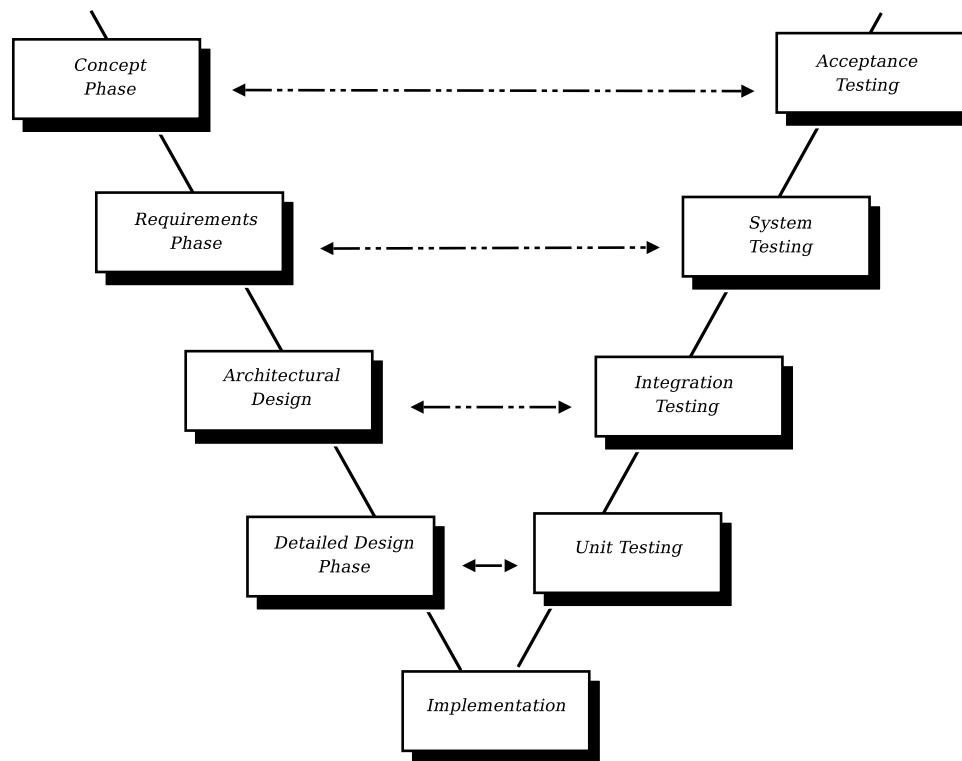 Concept
Phase
Acceptance
Testing
Requirements
Phase
System
Testing
Architectural
Design
Integration
Testing
Detailed Design
Phase
Unit Testing
Implementation